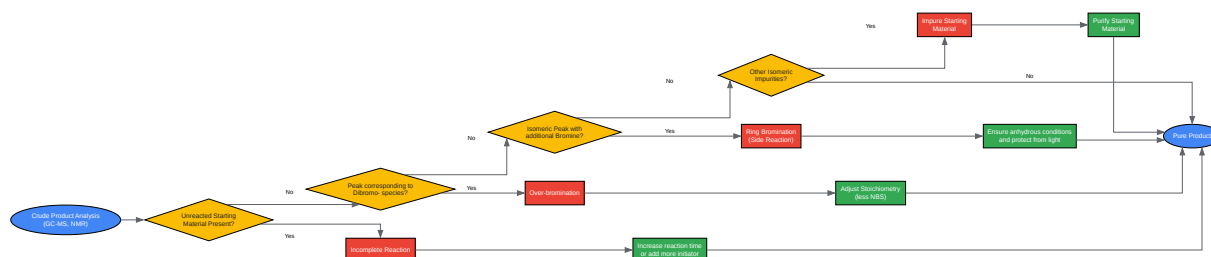 Crude Product Analysis
(GC-MS, NMR)
Unreacted Starting
Material Present?
Yes
Incomplete Reaction
Increase reaction time
or add more initiator
No
Peak corresponding to
Dibromo- species?
Yes
Over-bromination
Adjust Stoichiometry
(less NBS)
No
Isomeric Peak with
additional Bromine?
Yes
Ring Bromination
(Side Reaction)
Ensure anhydrous conditions
and protect from light
No
Other Isomeric
Impurities?
Yes
Impure Starting
Material
Purify Starting
Material
No
Pure Product